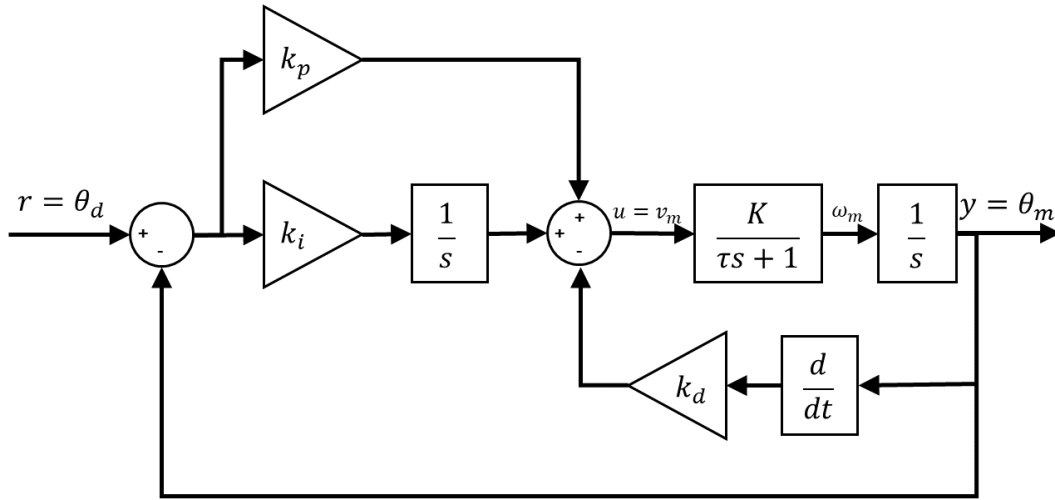 k_p
r = θ_d
+
-
k_i
1
s
+
+
-
u = v_m
K
τs + 1
ω_m
1
s
y = θ_m
k_d
d
dt